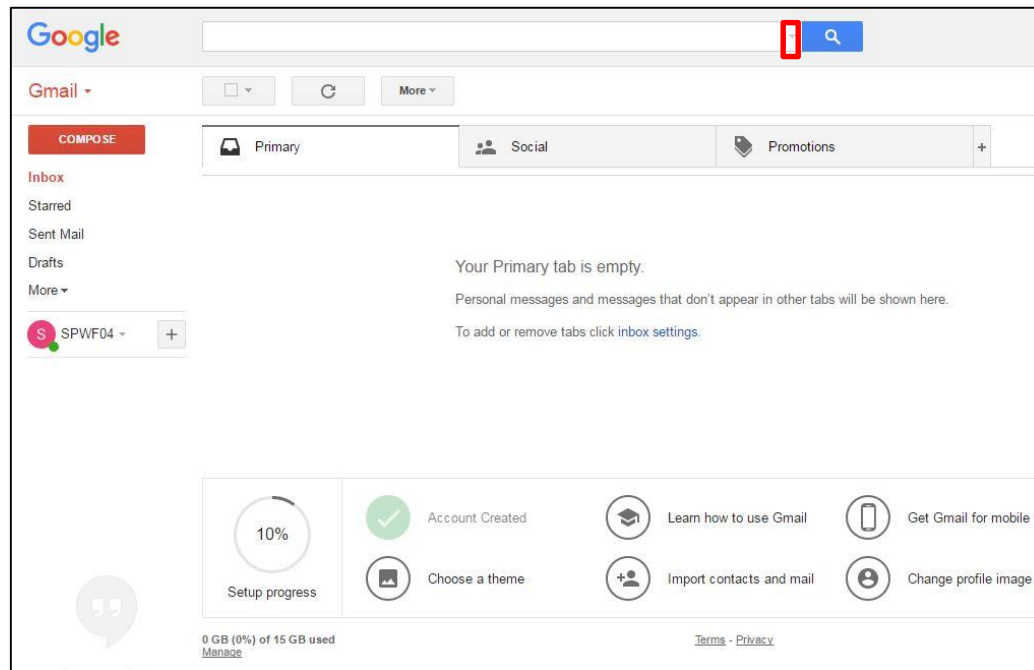 Google
Gmail
More
COMPOSE
Primary
Social
Promotions
+
Inbox
Starred
Sent Mail
Drafts
More
Your Primary tab is empty.
Personal messages and messages that don't appear in other tabs will be shown here.
To add or remove tabs click inbox settings.
S SPWF04 +
10%
Setup progress
Account Created
Learn how to use Gmail
Get Gmail for mobile
Choose a theme
Import contacts and mail
Change profile image
0 GB (0%) of 15 GB used
Manage
Terms - Privacy